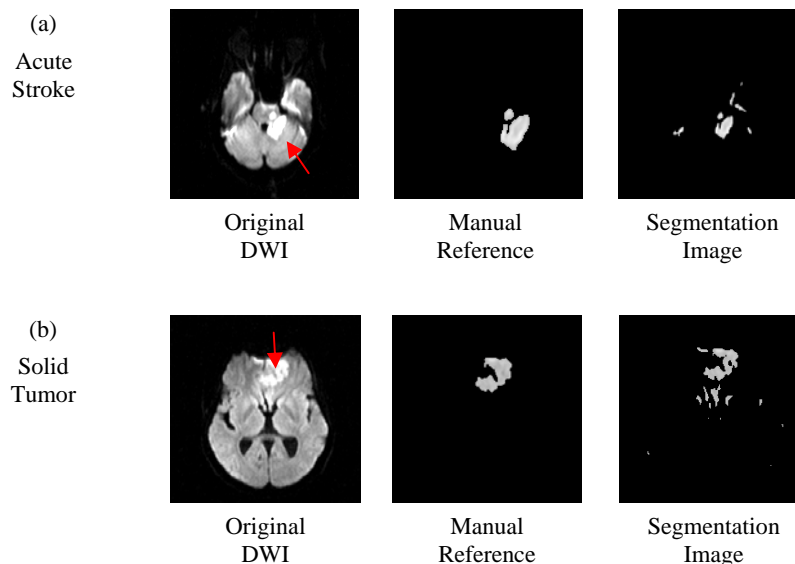 (a)
Acute
Stroke
Original
DWI
Manual
Reference
Segmentation
Image
(b)
Solid
Tumor
Original
DWI
Manual
Reference
Segmentation
Image